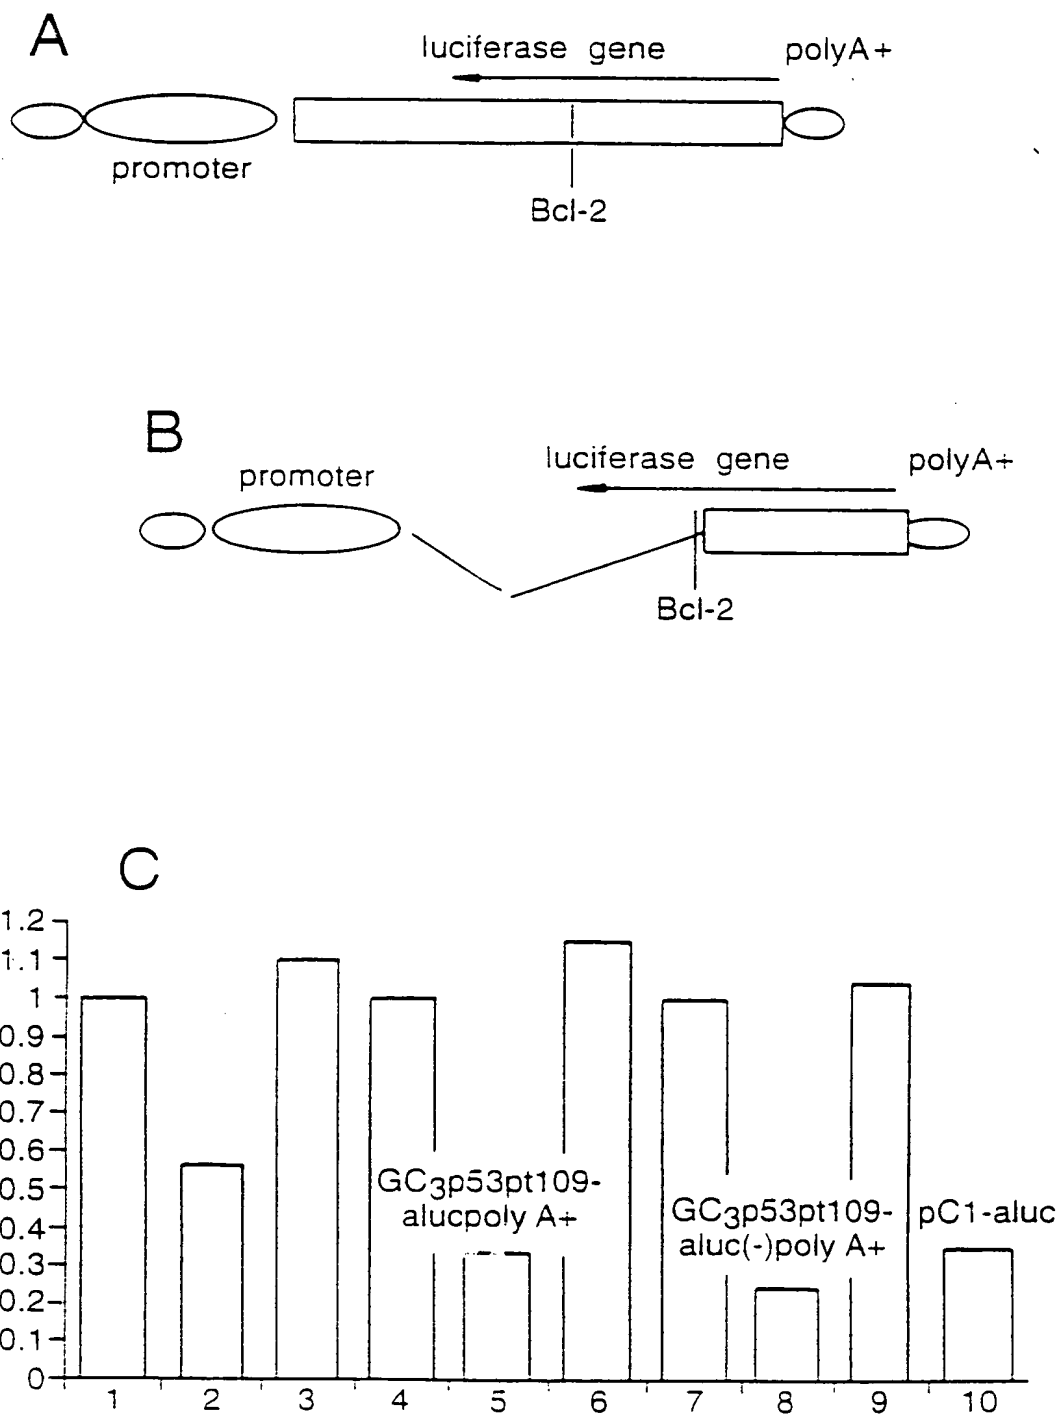 A
luciferase gene
polyA+
promoter
Bcl-2
B
promoter
luciferase gene
polyA+
Bcl-2
C
1.2
1.1
1
0.9
0.8
0.7
0.6
0.5
0.4
0.3
0.2
0.1
0
GC3p53pt109-
alucpoly A+
GC3p53pt109-
aluc(-)poly A+
pC1-aluc
1 2 3 4 5 6 7 8 9 10